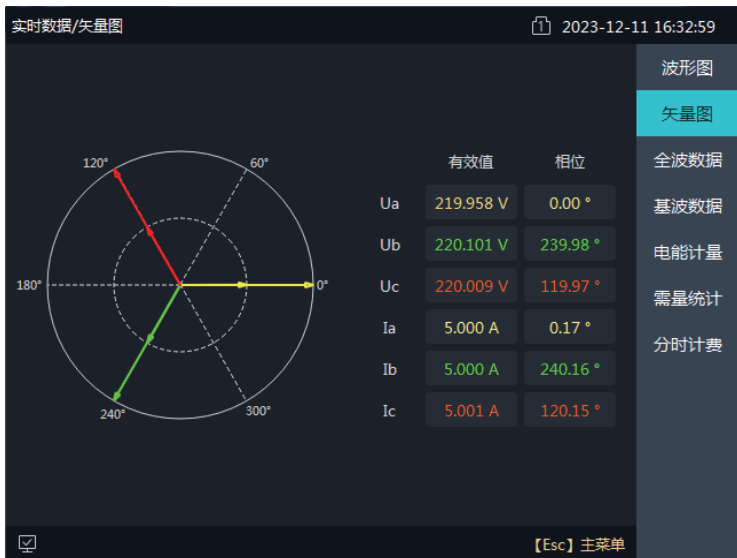 实时数据/矢量图
1 2023-12-11 16:32:59
波形图
矢量图
全波数据
基波数据
电能计量
需量统计
分时计费
120°
60°
180°
0°
240°
300°
有效值 相位
Ua 219.958 V 0.00 °
Ub 220.101 V 239.98 °
Uc 220.009 V 119.97 °
Ia 5.000 A 0.17 °
Ib 5.000 A 240.16 °
Ic 5.001 A 120.15 °
【Esc】主菜单